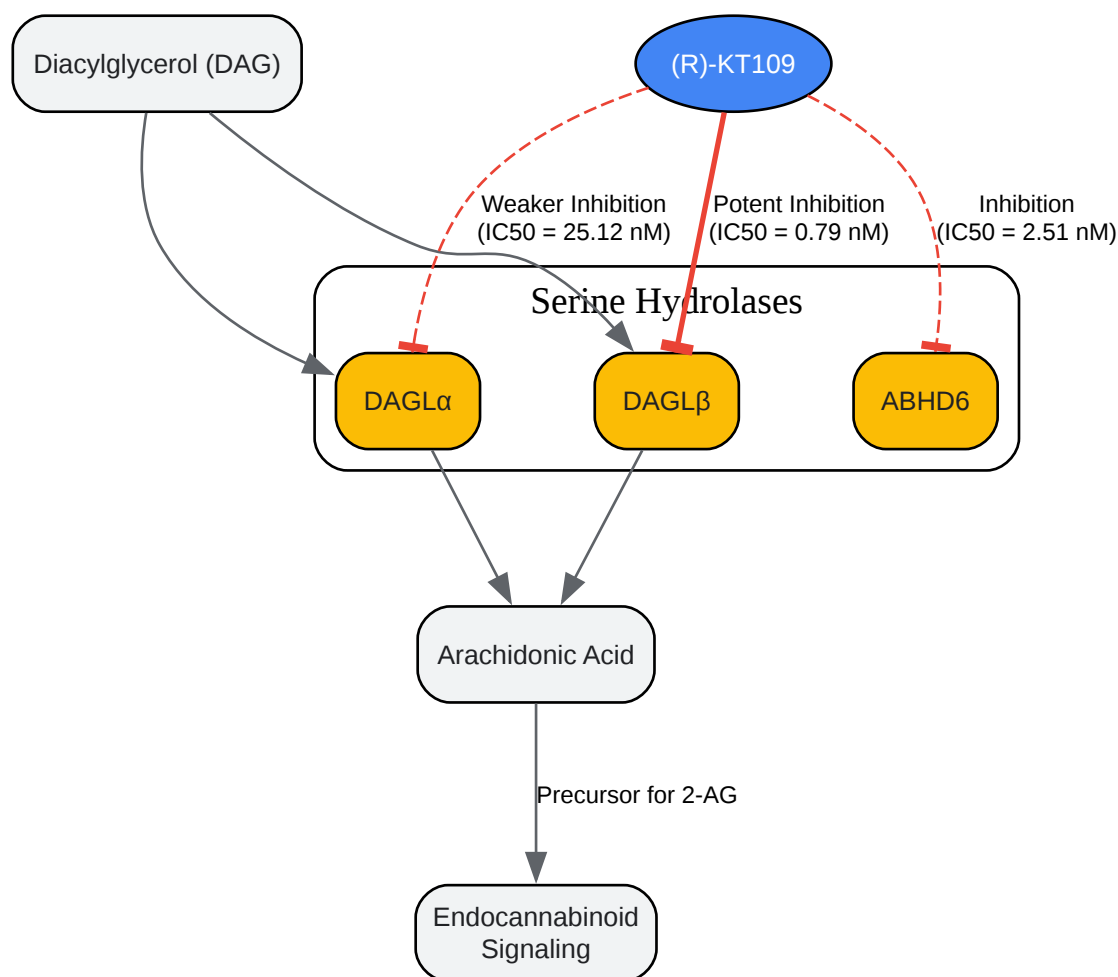 Diacylglycerol (DAG)
(R)-KT109
Weaker Inhibition
(IC50 = 25.12 nM)
Potent Inhibition
(IC50 = 0.79 nM)
Inhibition
(IC50 = 2.51 nM)
Serine Hydrolases
DAGLα
DAGLβ
ABHD6
Arachidonic Acid
Precursor for 2-AG
Endocannabinoid
Signaling